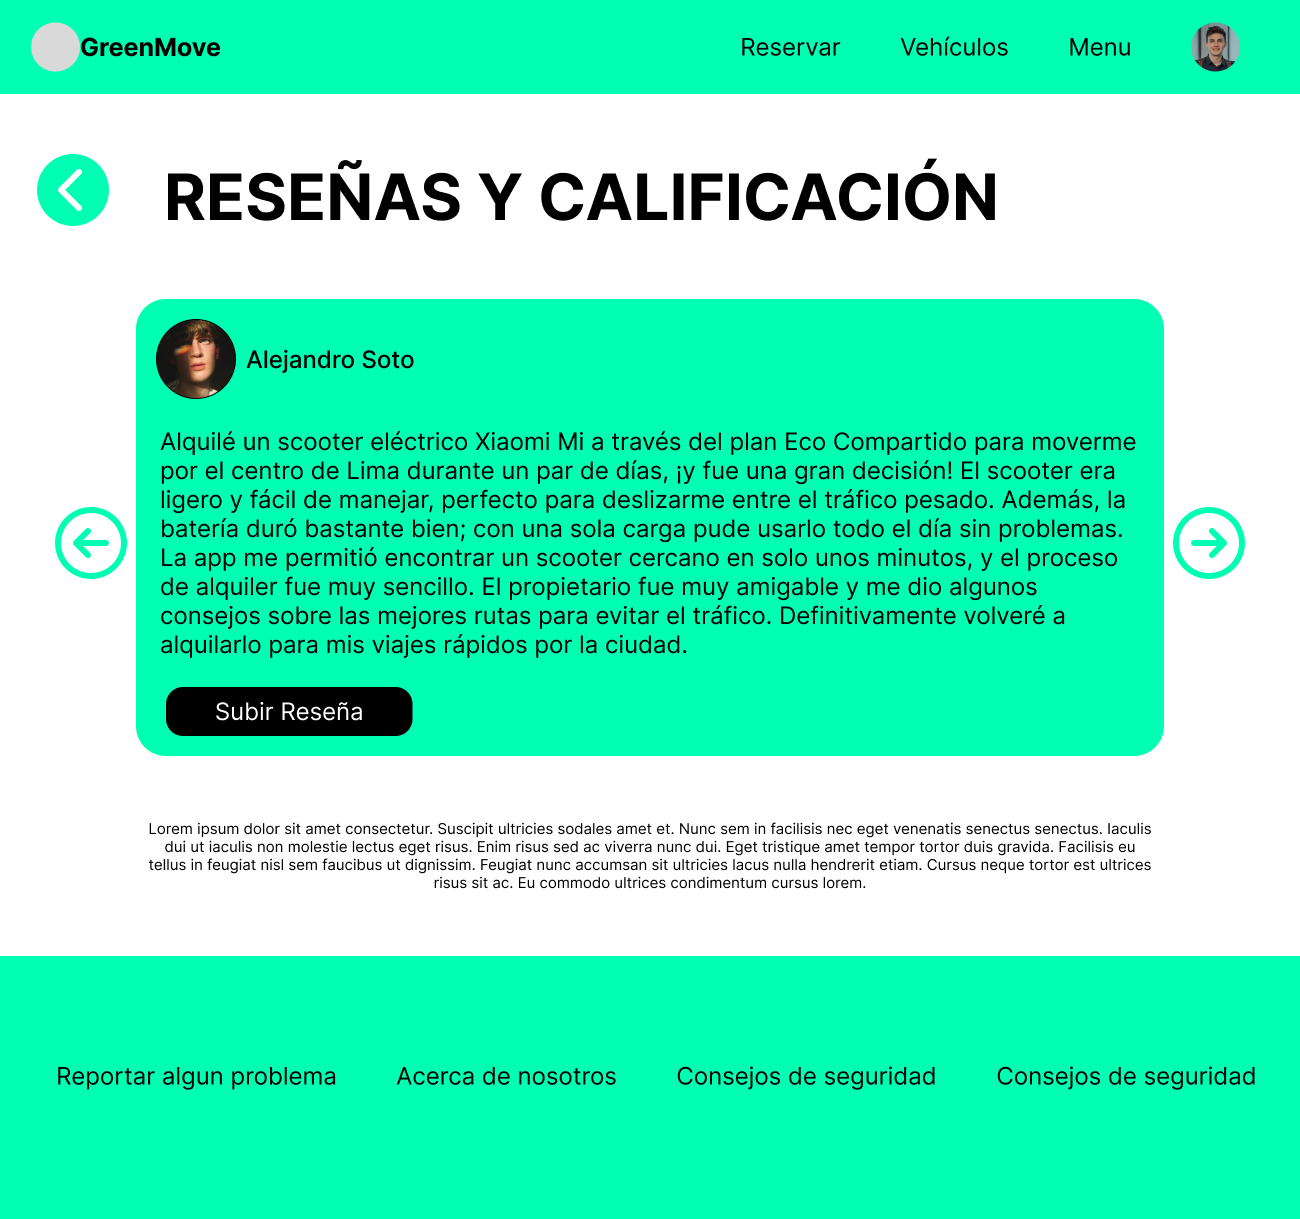 GreenMove
Reservar
Vehículos
Menu
RESEÑAS Y CALIFICACIÓN
Alejandro Soto
Alquilé un scooter eléctrico Xiaomi Mi a través del plan Eco Compartido para moverme
por el centro de Lima durante un par de días, ¡y fue una gran decisión! El scooter era
ligero y fácil de manejar, perfecto para deslizarme entre el tráfico pesado. Además, la
batería duró bastante bien; con una sola carga pude usarlo todo el día sin problemas.
La app me permitió encontrar un scooter cercano en solo unos minutos, y el proceso
de alquiler fue muy sencillo. El propietario fue muy amigable y me dio algunos
consejos sobre las mejores rutas para evitar el tráfico. Definitivamente volveré a
alquilarlo para mis viajes rápidos por la ciudad.
Subir Reseña
Lorem ipsum dolor sit amet consectetur. Suscipit ultricies sodales amet et. Nunc sem in facilisis nec eget venenatis senectus senectus. Iaculis
dui ut iaculis non molestie lectus eget risus. Enim risus sed ac viverra nunc dui. Eget tristique amet tempor tortor duis gravida. Facilisis eu
tellus in feugiat nisl sem faucibus ut dignissim. Feugiat nunc accumsan sit ultricies lacus nulla hendrerit etiam. Cursus neque tortor est ultrices
risus sit ac. Eu commodo ultrices condimentum cursus lorem.
Reportar algun problema
Acerca de nosotros
Consejos de seguridad
Consejos de seguridad